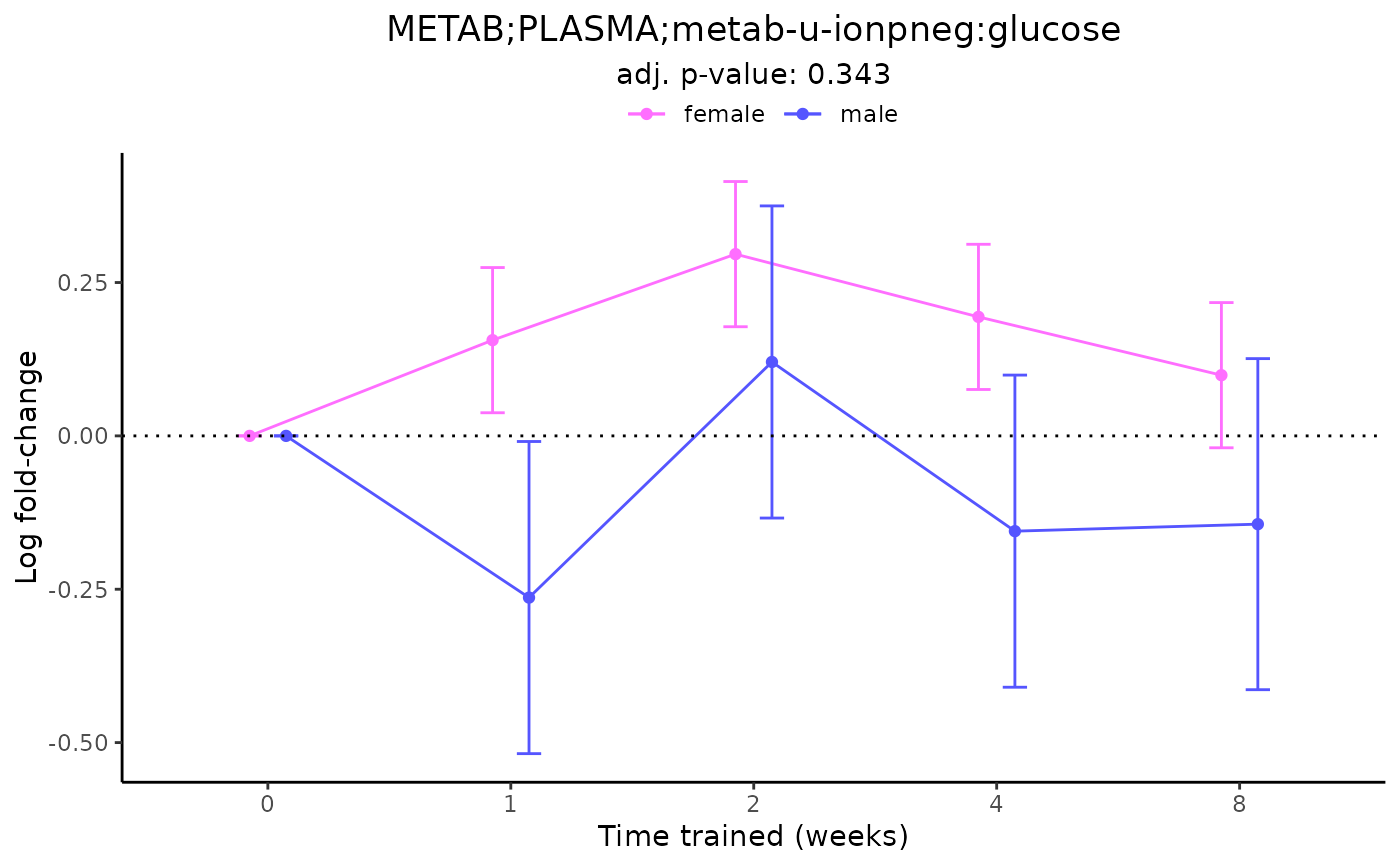 METAB;PLASMA;metab-u-ionpneg:glucose
adj. p-value: 0.343
female male
0.25
0.00
-0.25
-0.50
Log fold-change
0 1 2 4 8
Time trained (weeks)